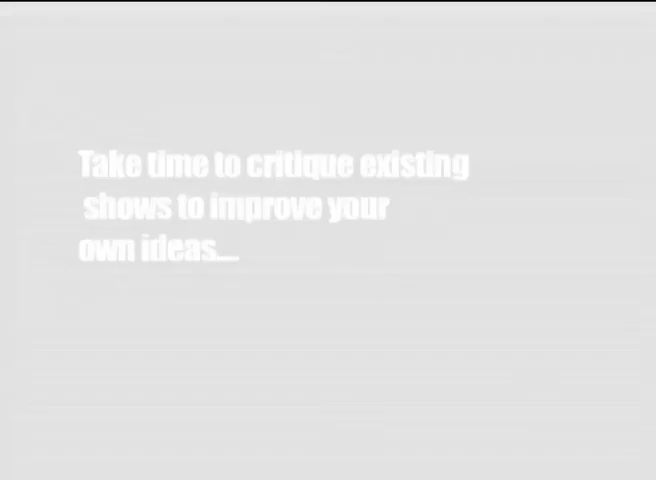 Take time to critique existing
shows to improve your
own ideas....